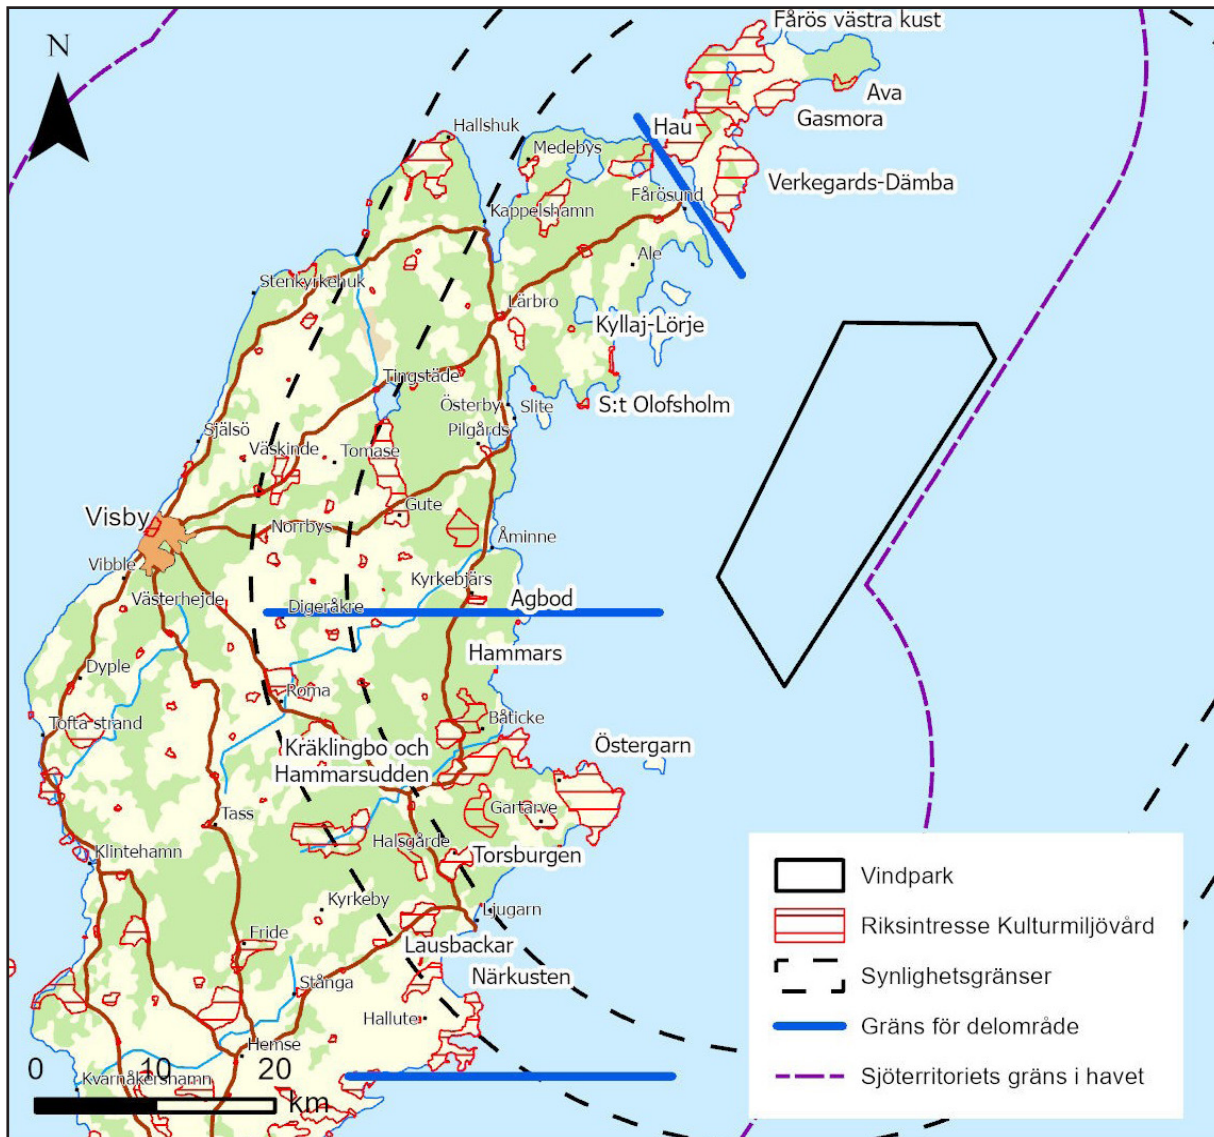 Fårös västra kust
N
Ava
Gasmora
Hau
Hallshuk
Medebys
Verkegards-Dämba
Fårösund
Kappelshamn
Ale
Stenkyrkehuk
Lärbro
Kyllaj-Lörje
Tingstäde
Österby
Slite
S:t Olofsholm
Själsö
Pilgårds
Väskinde
Tomase
Gute
Visby
Norrbys
Åminne
Vibble
Kyrkebjärs
Västerhejde
Digeråkre
Agbod
Hammars
Dyple
Roma
Tofta strand
Båticke
Kräklingbo och
Hammarsudden
Östergarn
Tass
Gartarve
Halsgårde
Torsburgen
Klintehamn
Kyrkeby
Ljugarn
Fride
Lausbackar
Närkusten
Stånga
Hallute
Hemse
Kvarnåkershamn
0 10 20
km
Vindpark
Riksintresse Kulturmiljövård
Synlighetsgränser
Gräns för delområde
Sjöterritoriets gräns i havet